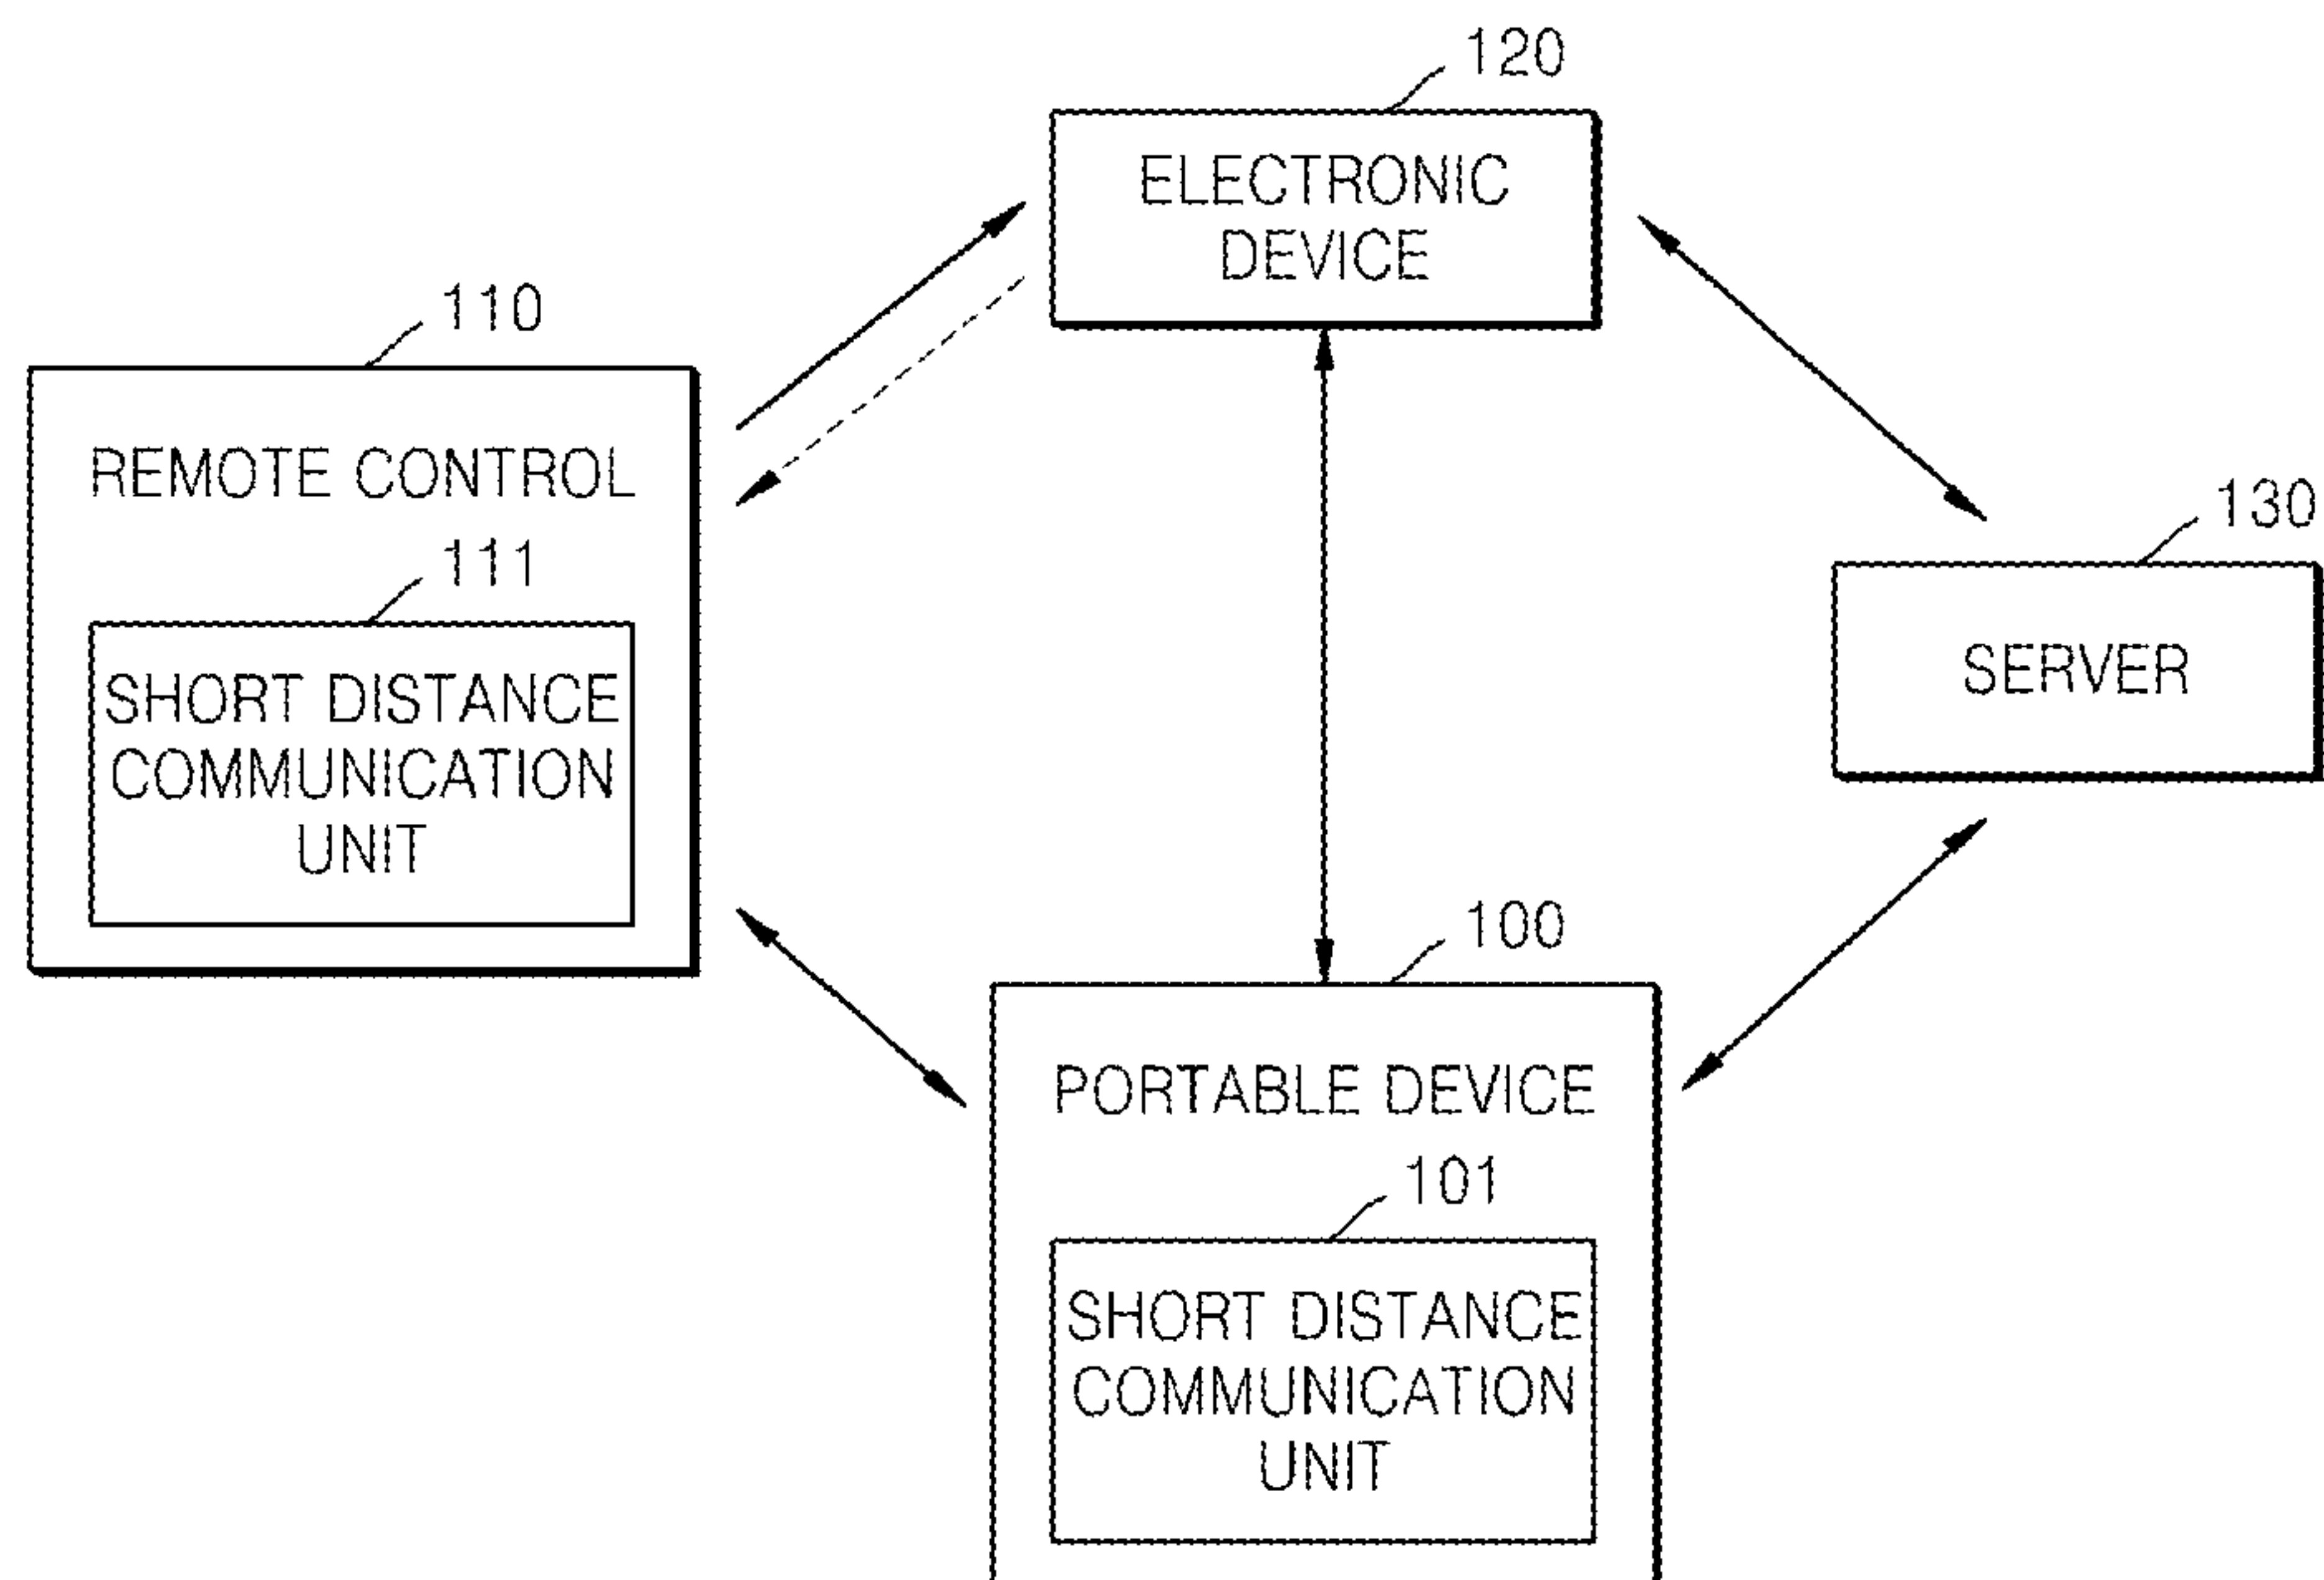 120
ELECTRONIC
DEVICE
110
REMOTE CONTROL
111
SHORT DISTANCE
COMMUNICATION
UNIT
130
SERVER
100
PORTABLE DEVICE
101
SHORT DISTANCE
COMMUNICATION
UNIT